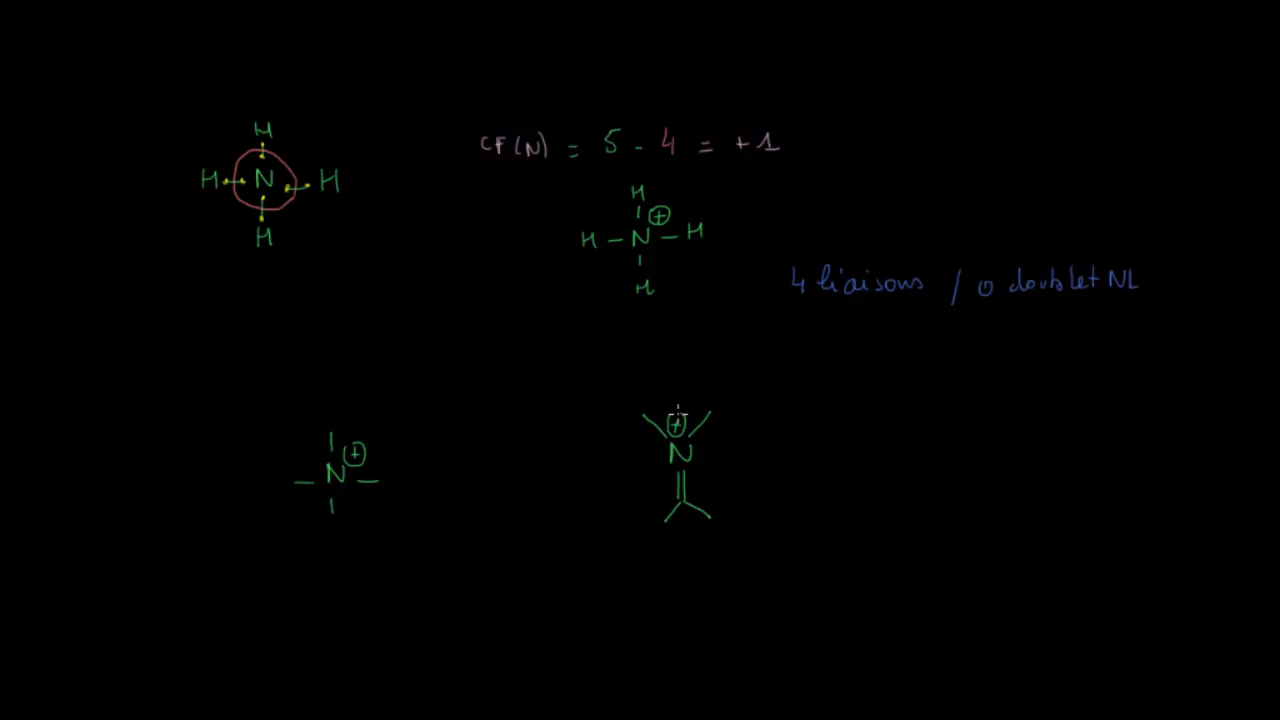 H
CF(N) = 5 - 4 = +1
H N H
H
H
H - N ⊕ - H
H
4 liaisons / 0 doublet NL
N ⊕
⊕
N